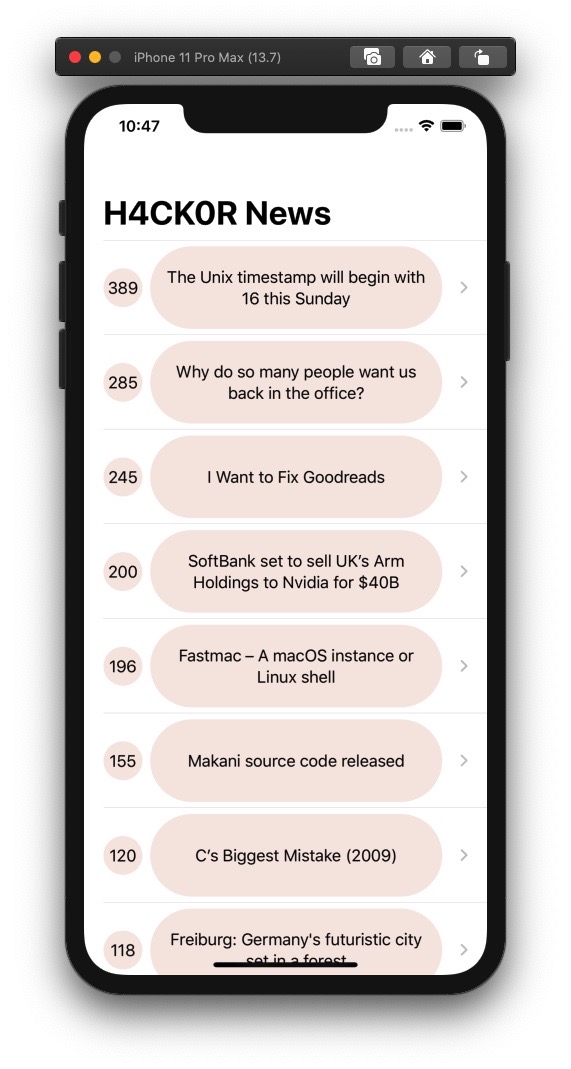 iPhone 11 Pro Max (13.7)
10:47
H4CK0R News
389
The Unix timestamp will begin with
16 this Sunday
285
Why do so many people want us
back in the office?
245
I Want to Fix Goodreads
200
SoftBank set to sell UK’s Arm
Holdings to Nvidia for $40B
196
Fastmac – A macOS instance or
Linux shell
155
Makani source code released
120
C’s Biggest Mistake (2009)
118
Freiburg: Germany's futuristic city
set in a forest